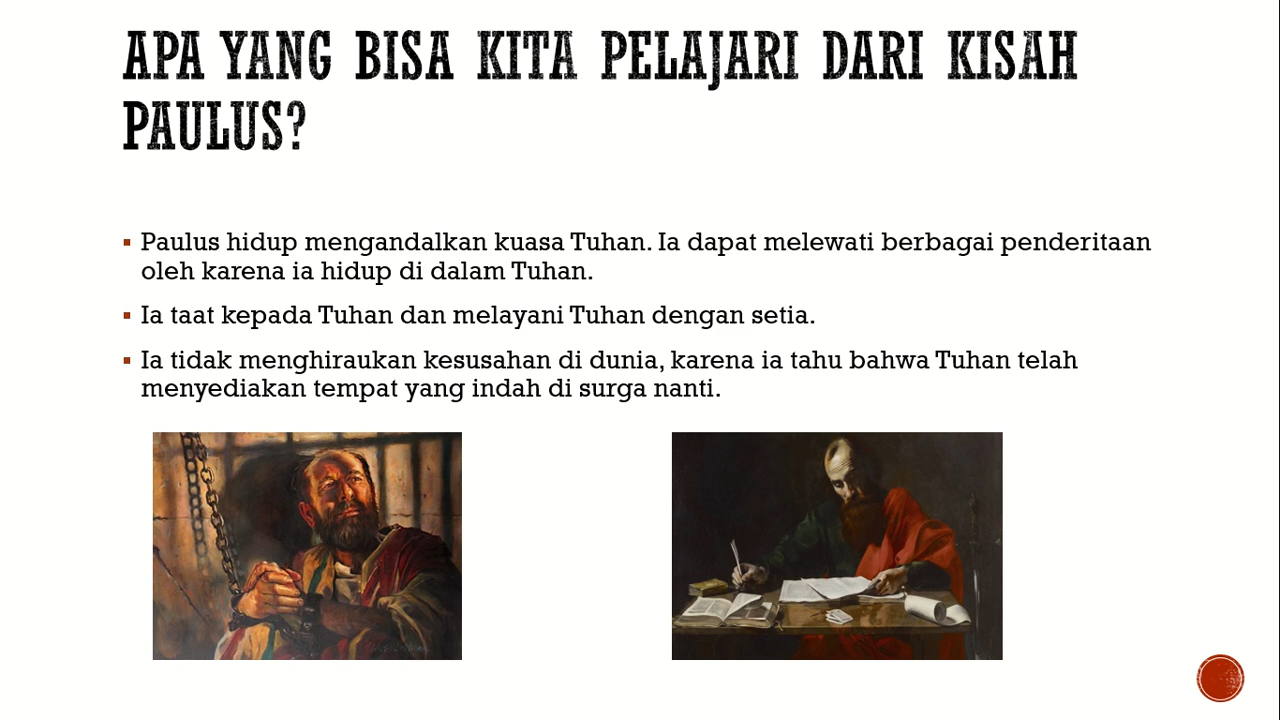 APA YANG BISA KITA PELAJARI DARI KISAH
PAULUS?
▪ Paulus hidup mengandalkan kuasa Tuhan. Ia dapat melewati berbagai penderitaan
oleh karena ia hidup di dalam Tuhan.
▪ Ia taat kepada Tuhan dan melayani Tuhan dengan setia.
▪ Ia tidak menghiraukan kesusahan di dunia, karena ia tahu bahwa Tuhan telah
menyediakan tempat yang indah di surga nanti.